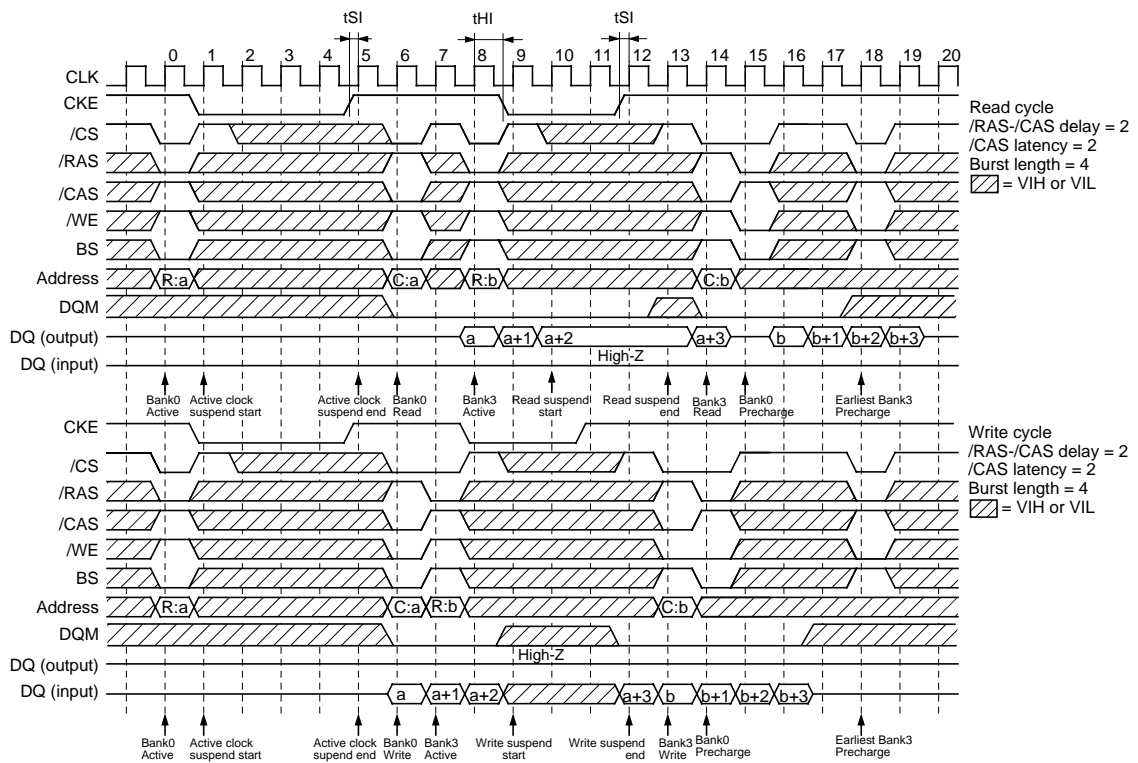 tSI tHI tSI
0 1 2 3 4 5 6 7 8 9 10 11 12 13 14 15 16 17 18 19 20
CLK
CKE
/CS
/RAS
/CAS
/WE
BS
Address R:a C:a R:b C:b
DQM
DQ (output) a a+1 a+2 a+3 b b+1 b+2 b+3
High-Z
DQ (input)
Bank0 Active
Active clock suspend start
Active clock supend end
Bank0 Read
Bank3 Active
Read suspend start
Read suspend end
Bank3 Read
Bank0 Precharge
Earliest Bank3 Precharge
Read cycle
/RAS-/CAS delay = 2
/CAS latency = 2
Burst length = 4
= VIH or VIL
CKE
/CS
/RAS
/CAS
/WE
BS
Address R:a C:a R:b C:b
DQM
High-Z
DQ (output)
DQ (input) a a+1 a+2 a+3 b b+1 b+2 b+3
Bank0 Active
Active clock suspend start
Active clock supend end
Bank0 Write
Bank3 Active
Write suspend start
Write suspend end
Bank3 Write
Bank0 Precharge
Earliest Bank3 Precharge
Write cycle
/RAS-/CAS delay = 2
/CAS latency = 2
Burst length = 4
= VIH or VIL